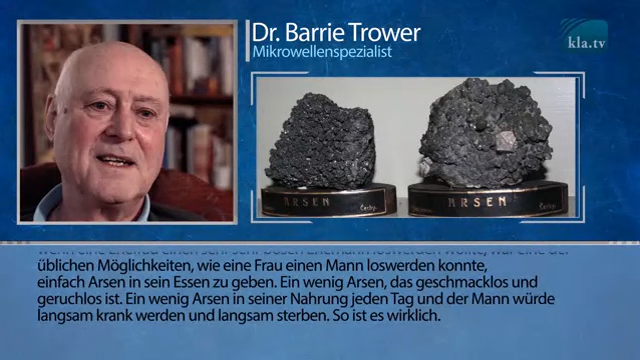 Dr. Barrie Trower
Mikrowellenspezialist
kla.tv
ARSEN
ARSEN
üblichen Möglichkeiten, wie eine Frau einen Mann loswerden konnte,
einfach Arsen in sein Essen zu geben. Ein wenig Arsen, das geschmacklos und
geruchlos ist. Ein wenig Arsen in seiner Nahrung jeden Tag und der Mann würde
langsam krank werden und langsam sterben. So ist es wirklich.